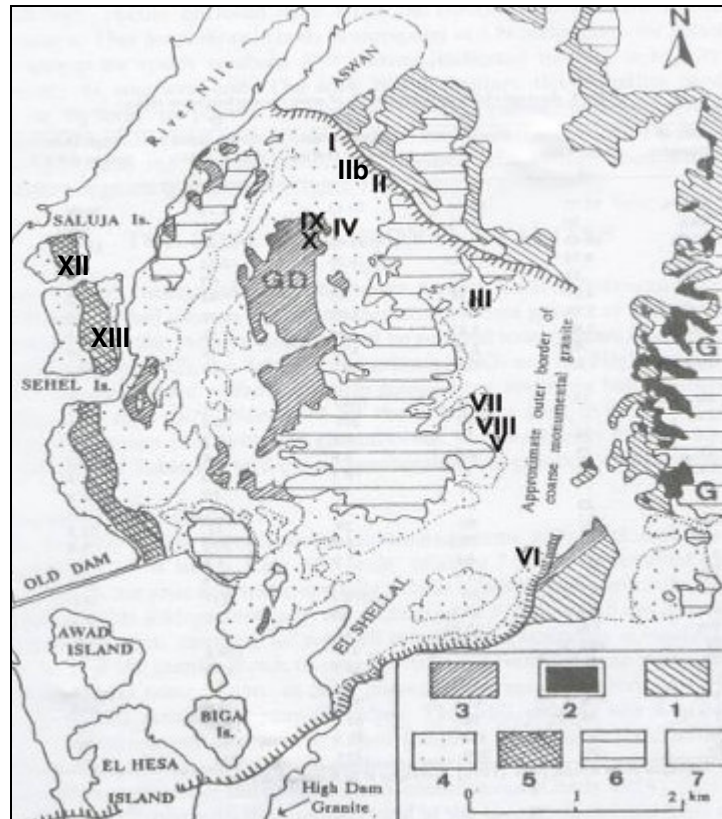 N
River Nile
ASWAN
I
IIb
II
SALUJA Is.
IX
IV
X
XII
GD
III
XIII
SEHEL Is.
G
VII
VIII
V
Approximate outer border of
coarse monumental granite
G
OLD DAM
VI
EL SHELLAL
AWAD
ISLAND
BIGA
Is.
EL HESA
ISLAND
High Dam
Granite
3 2 1
4 5 6 7
0 1 2 km